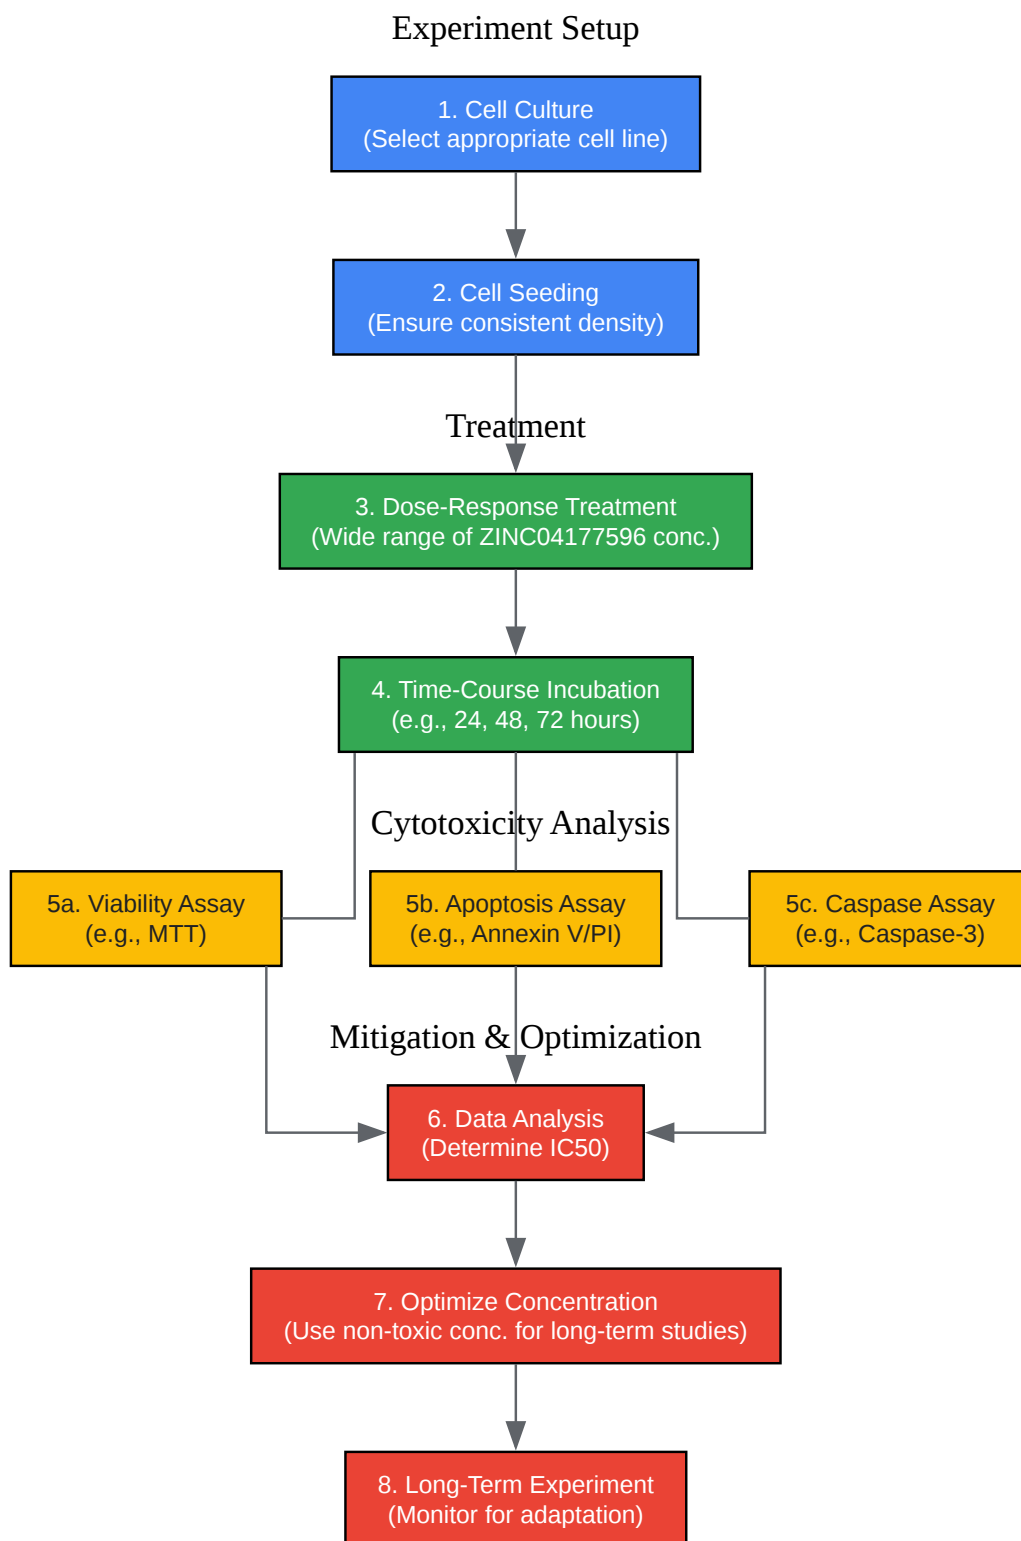 Experiment Setup
1. Cell Culture
(Select appropriate cell line)
2. Cell Seeding
(Ensure consistent density)
Treatment
3. Dose-Response Treatment
(Wide range of ZINC04177596 conc.)
4. Time-Course Incubation
(e.g., 24, 48, 72 hours)
Cytotoxicity Analysis
5a. Viability Assay
(e.g., MTT)
5b. Apoptosis Assay
(e.g., Annexin V/PI)
5c. Caspase Assay
(e.g., Caspase-3)
Mitigation & Optimization
6. Data Analysis
(Determine IC50)
7. Optimize Concentration
(Use non-toxic conc. for long-term studies)
8. Long-Term Experiment
(Monitor for adaptation)